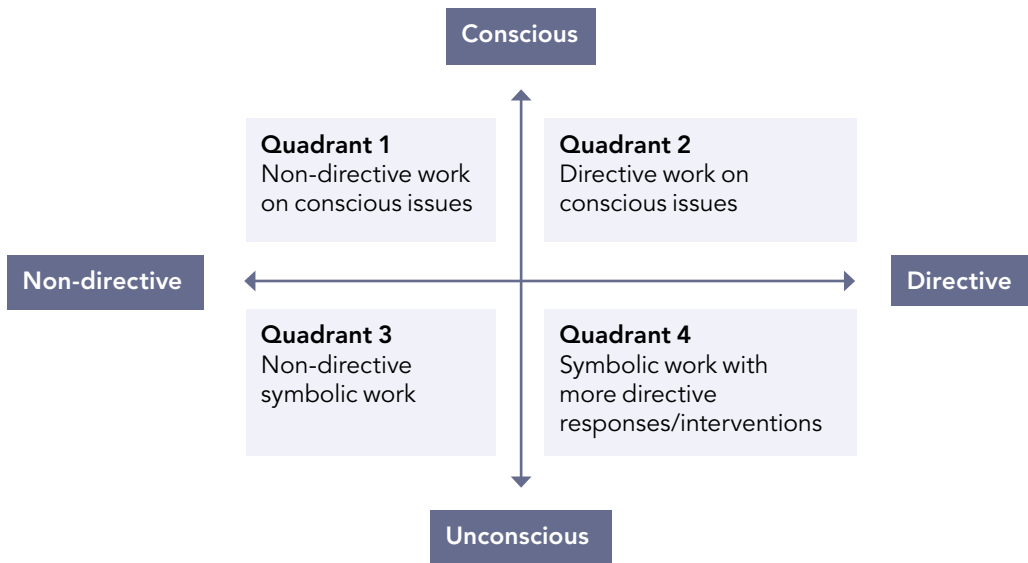 Conscious
Quadrant 1
Non-directive work
on conscious issues
Quadrant 2
Directive work on
conscious issues
Non-directive
Directive
Quadrant 3
Non-directive
symbolic work
Quadrant 4
Symbolic work with
more directive
responses/interventions
Unconscious